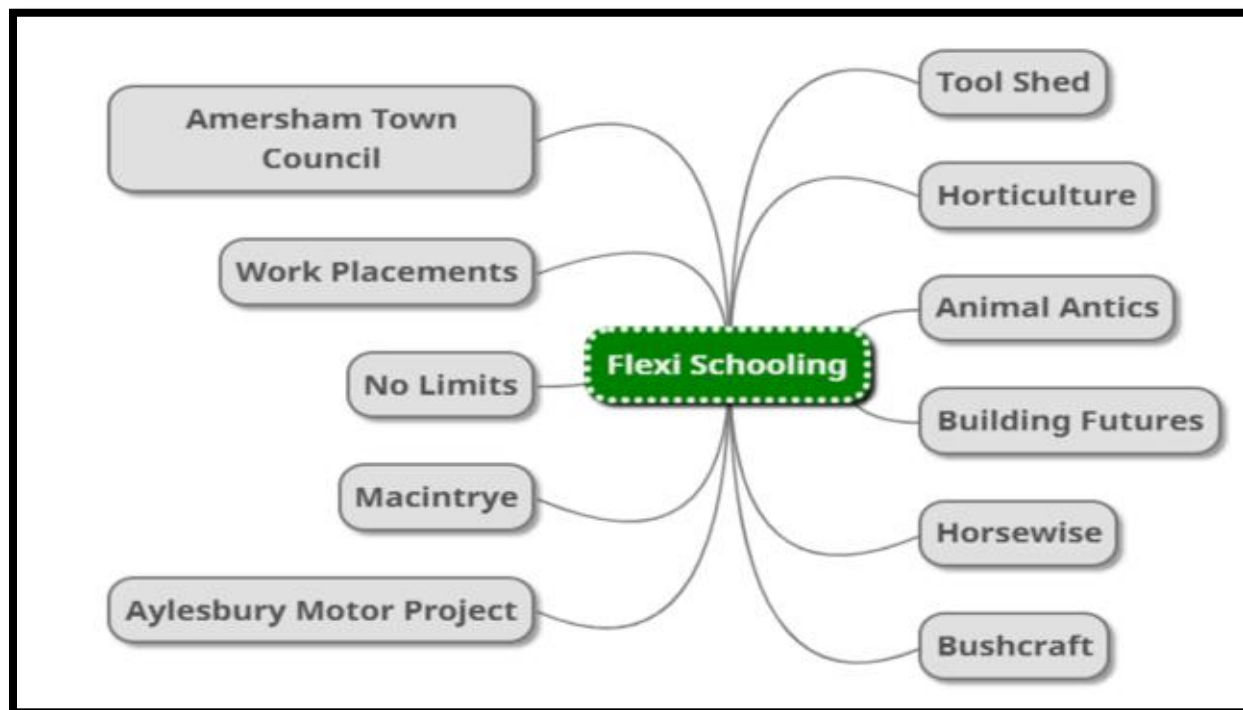 Amersham Town
Council
Work Placements
No Limits
Macintrye
Aylesbury Motor Project
Flexi Schooling
Tool Shed
Horticulture
Animal Antics
Building Futures
Horsewise
Bushcraft